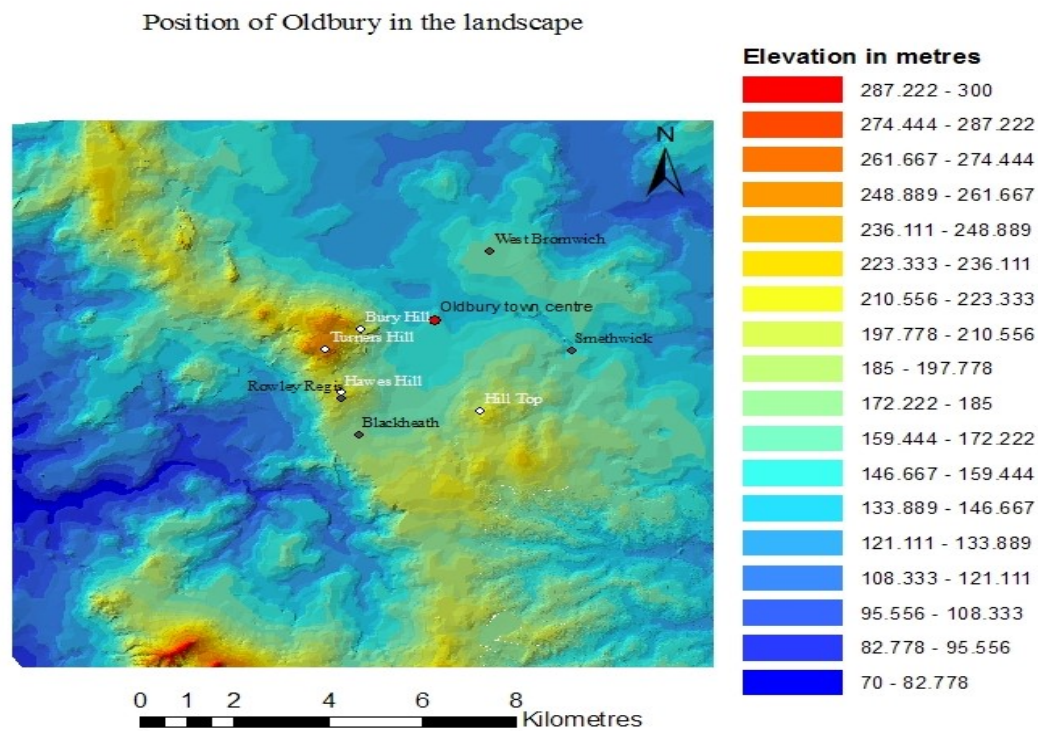 Position of Oldbury in the landscape
Elevation in metres
287.222 - 300
274.444 - 287.222
261.667 - 274.444
248.889 - 261.667
236.111 - 248.889
223.333 - 236.111
210.556 - 223.333
197.778 - 210.556
185 - 197.778
172.222 - 185
159.444 - 172.222
146.667 - 159.444
133.889 - 146.667
121.111 - 133.889
108.333 - 121.111
95.556 - 108.333
82.778 - 95.556
70 - 82.778
N
West Bromwich
Oldbury town centre
Bury Hill
Turners Hill
Smethwick
Rowley Regis
Hawes Hill
Hill Top
Blackheath
0 1 2 4 6 8
Kilometres